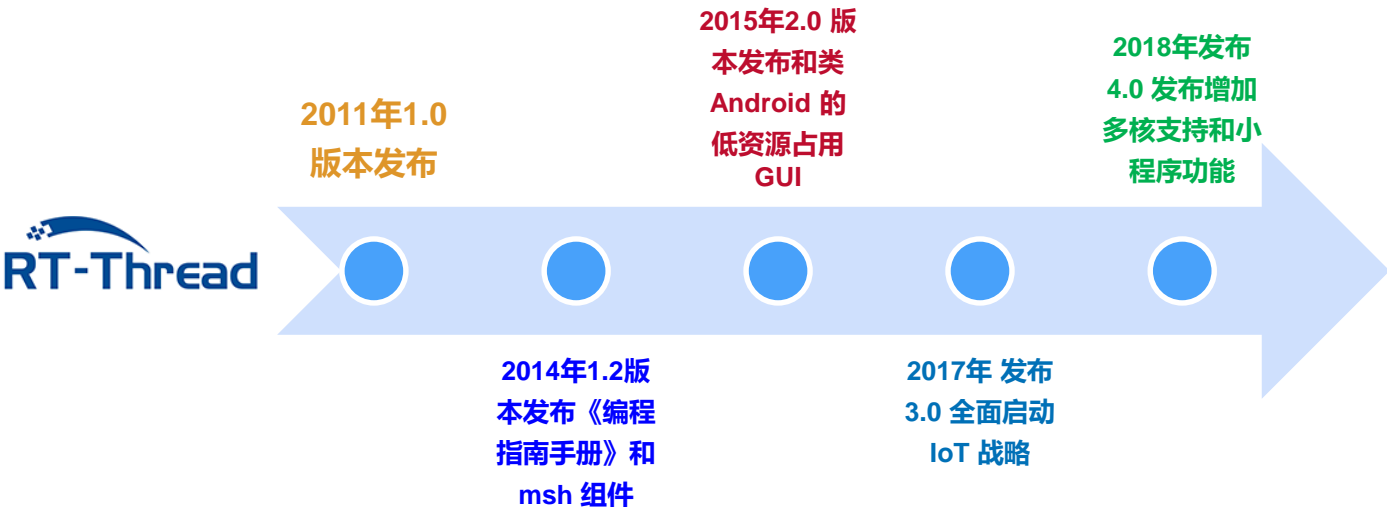 RT-Thread
2011年1.0
版本发布
2014年1.2版
本发布《编程
指南手册》和
msh 组件
2015年2.0 版
本发布和类
Android 的
低资源占用
GUI
2017年 发布
3.0 全面启动
IoT 战略
2018年发布
4.0 发布增加
多核支持和小
程序功能